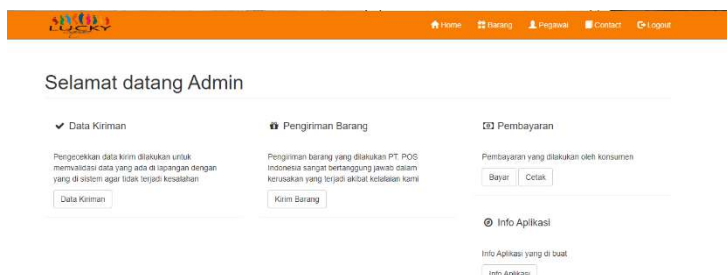 LUCKY
Home Barang Pegawai Contact Logout
Selamat datang Admin
Data Kiriman
Pengecekkan data kirim dilakukan untuk
memvalidasi data yang ada di lapangan dengan
yang di sistem agar tidak terjadi kesalahan
Data Kiriman
Pengiriman Barang
Pengiriman barang yang dilakukan PT. POS
Indonesia sangat bertanggung jawab dalam
kerusakan yang terjadi akibat kelalaian kami
Kirim Barang
Pembayaran
Pembayaran yang dilakukan oleh konsumen
Bayar Cetak
Info Aplikasi
Info Aplikasi yang di buat
Info Aplikasi